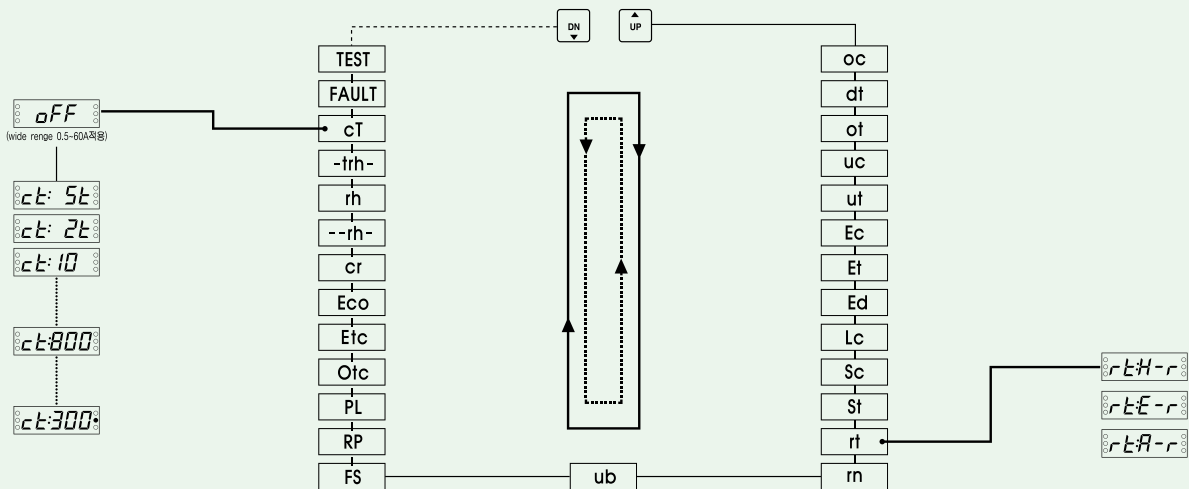 DN
UP
TEST
FAULT
cT
-trh-
rh
--rh-
cr
Eco
Etc
Otc
PL
RP
FS
ub
oc
dt
ot
uc
ut
Ec
Et
Ed
Lc
Sc
St
rt
rn
oFF
(wide renge 0.5~60A적용)
ct: 5t
ct: 2t
ct:10
ct:800
ct:300.
rt:H-r
rt:E-r
rt:A-r